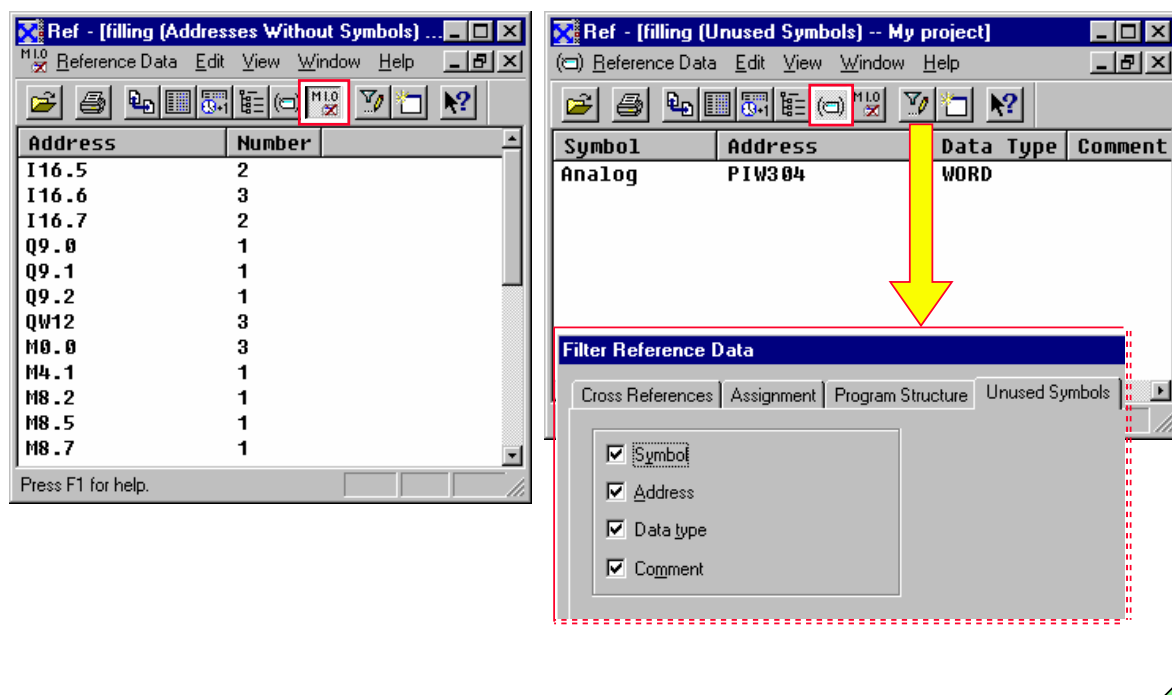 Ref - [filling (Addresses Without Symbols) ...
M I.0 Reference Data Edit View Window Help
M I.0
Address Number
I16.5 2
I16.6 3
I16.7 2
Q9.0 1
Q9.1 1
Q9.2 1
QW12 3
M0.0 3
M4.1 1
M8.2 1
M8.5 1
M8.7 1
Press F1 for help.
Ref - [filling (Unused Symbols) -- My project]
Reference Data Edit View Window Help
M I.0
Symbol Address Data Type Comment
Analog PIW304 WORD
Filter Reference Data
Cross References Assignment Program Structure Unused Symbols
Symbol
Address
Data type
Comment